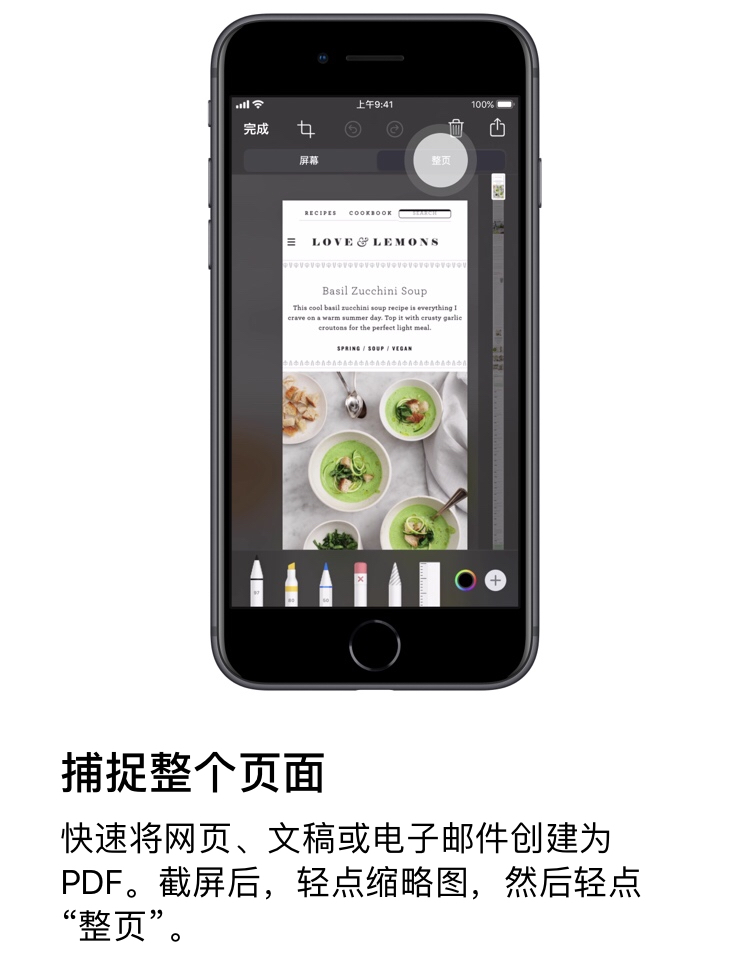 上午9:41
100%
完成
屏幕
整页
RECIPES
COOKBOOK
SEARCH
LOVE & LEMONS
Basil Zucchini Soup
This cool basil zucchini soup recipe is everything I
crave on a warm summer day. Top it with crusty garlic
croutons for the perfect light meal.
SPRING / SOUP / VEGAN
97
80
50
捕捉整个页面
快速将网页、文稿或电子邮件创建为
PDF。截屏后，轻点缩略图，然后轻点
“整页”。